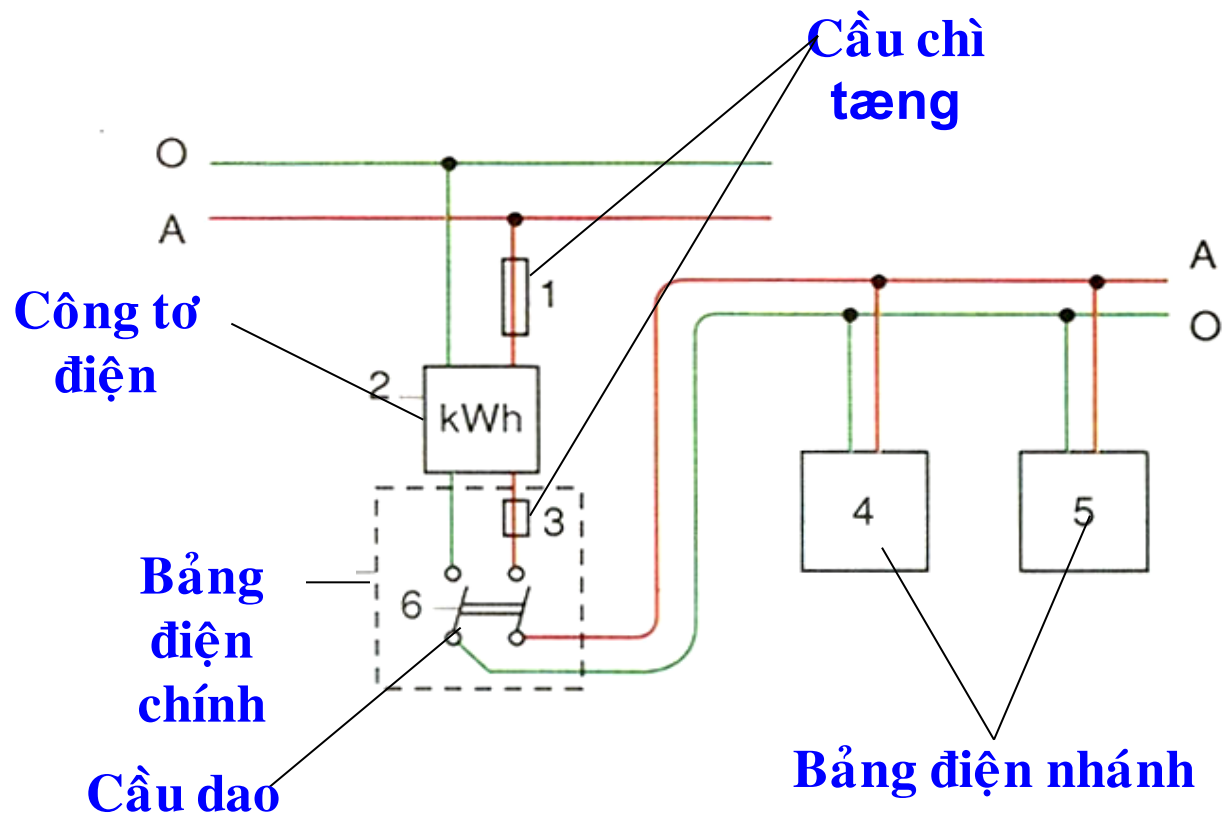 Cầu chì
tæng
O
A
A
O
1
Công tơ
điện
2
kWh
3
4
5
Bảng
điện
chính
6
Cầu dao
Bảng điện nhánh